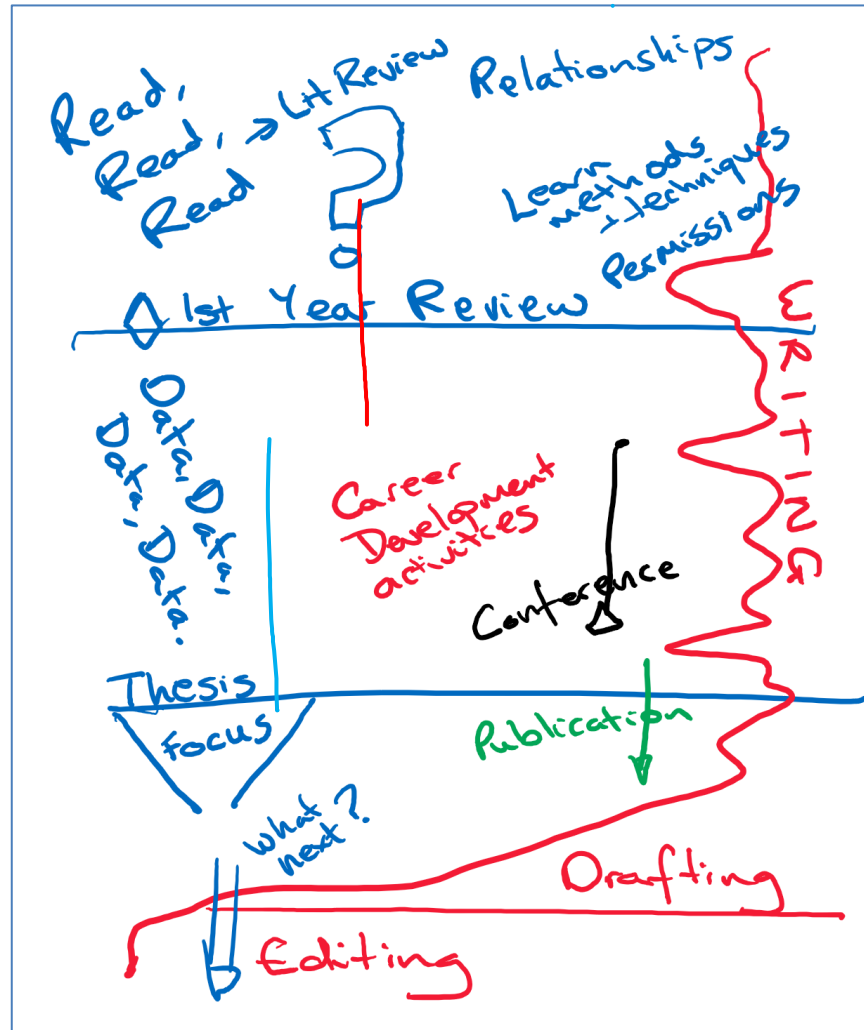 Read,
Read,
Read
→ Lit Review
?
Relationships
Learn
methods
+ techniques
Permissions
1st Year Review
WRITING
Data, Data,
Data, Data.
Career
Development
activities
Conference
Thesis
Focus
Publication
What
next?
Drafting
Editing